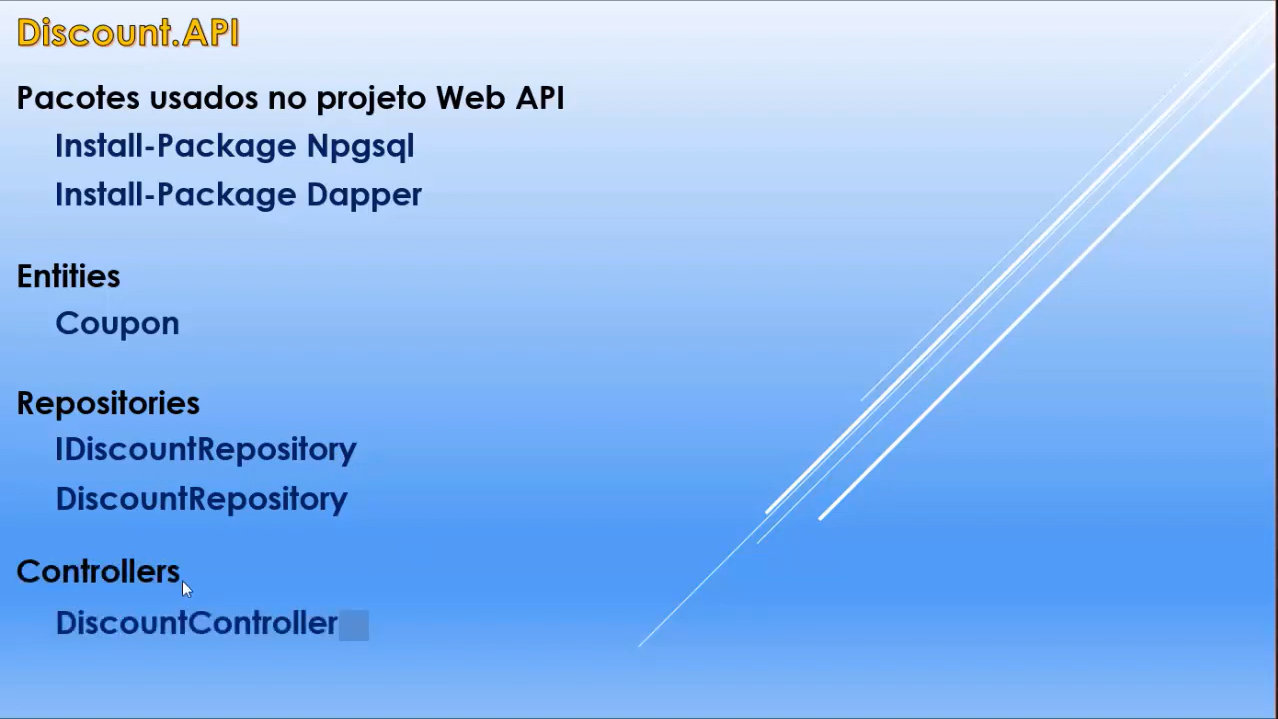 Discount.API
Pacotes usados no projeto Web API
Install-Package Npgsql
Install-Package Dapper
Entities
Coupon
Repositories
IDiscountRepository
DiscountRepository
Controllers
DiscountController